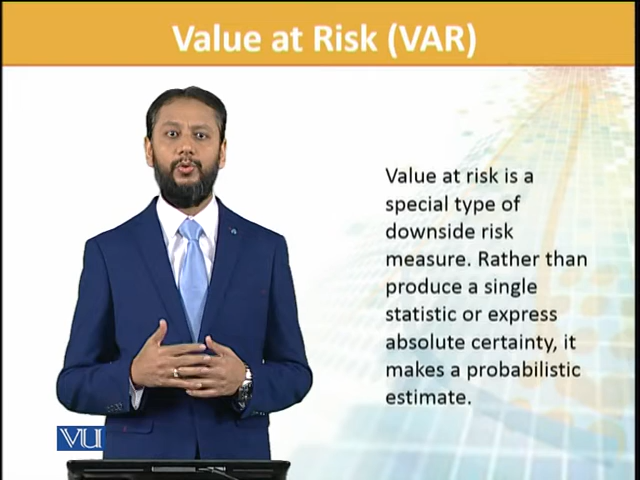 Value at Risk (VAR)
Value at risk is a
special type of
downside risk
measure. Rather than
produce a single
statistic or express
absolute certainty, it
makes a probabilistic
estimate.
VU